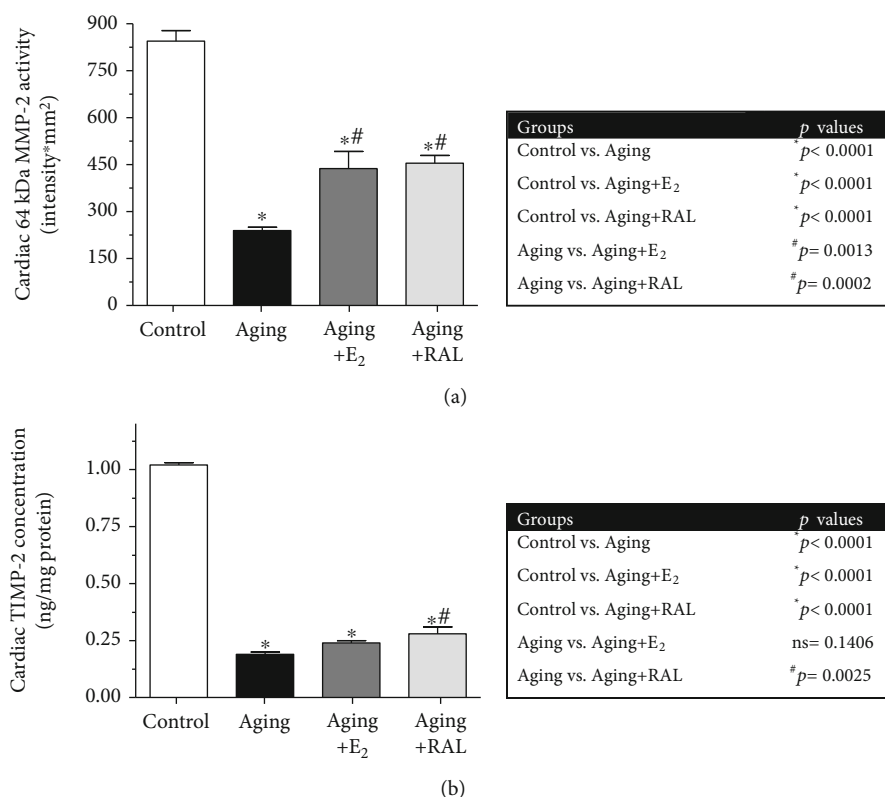 Cardiac 64 kDa MMP-2 activity
(intensity*mm²)
900
750
600
450
300
150
0
*
*#
*#
Control
Aging
Aging
+E₂
Aging
+RAL
Groups p values
Control vs. Aging *p< 0.0001
Control vs. Aging+E₂ *p< 0.0001
Control vs. Aging+RAL *p< 0.0001
Aging vs. Aging+E₂ #p= 0.0013
Aging vs. Aging+RAL #p= 0.0002
(a)
Cardiac TIMP-2 concentration
(ng/mg protein)
1.00
0.75
0.50
0.25
0.00
*
*
*#
Control
Aging
Aging
+E₂
Aging
+RAL
Groups p values
Control vs. Aging *p< 0.0001
Control vs. Aging+E₂ *p< 0.0001
Control vs. Aging+RAL *p< 0.0001
Aging vs. Aging+E₂ ns= 0.1406
Aging vs. Aging+RAL #p= 0.0025
(b)